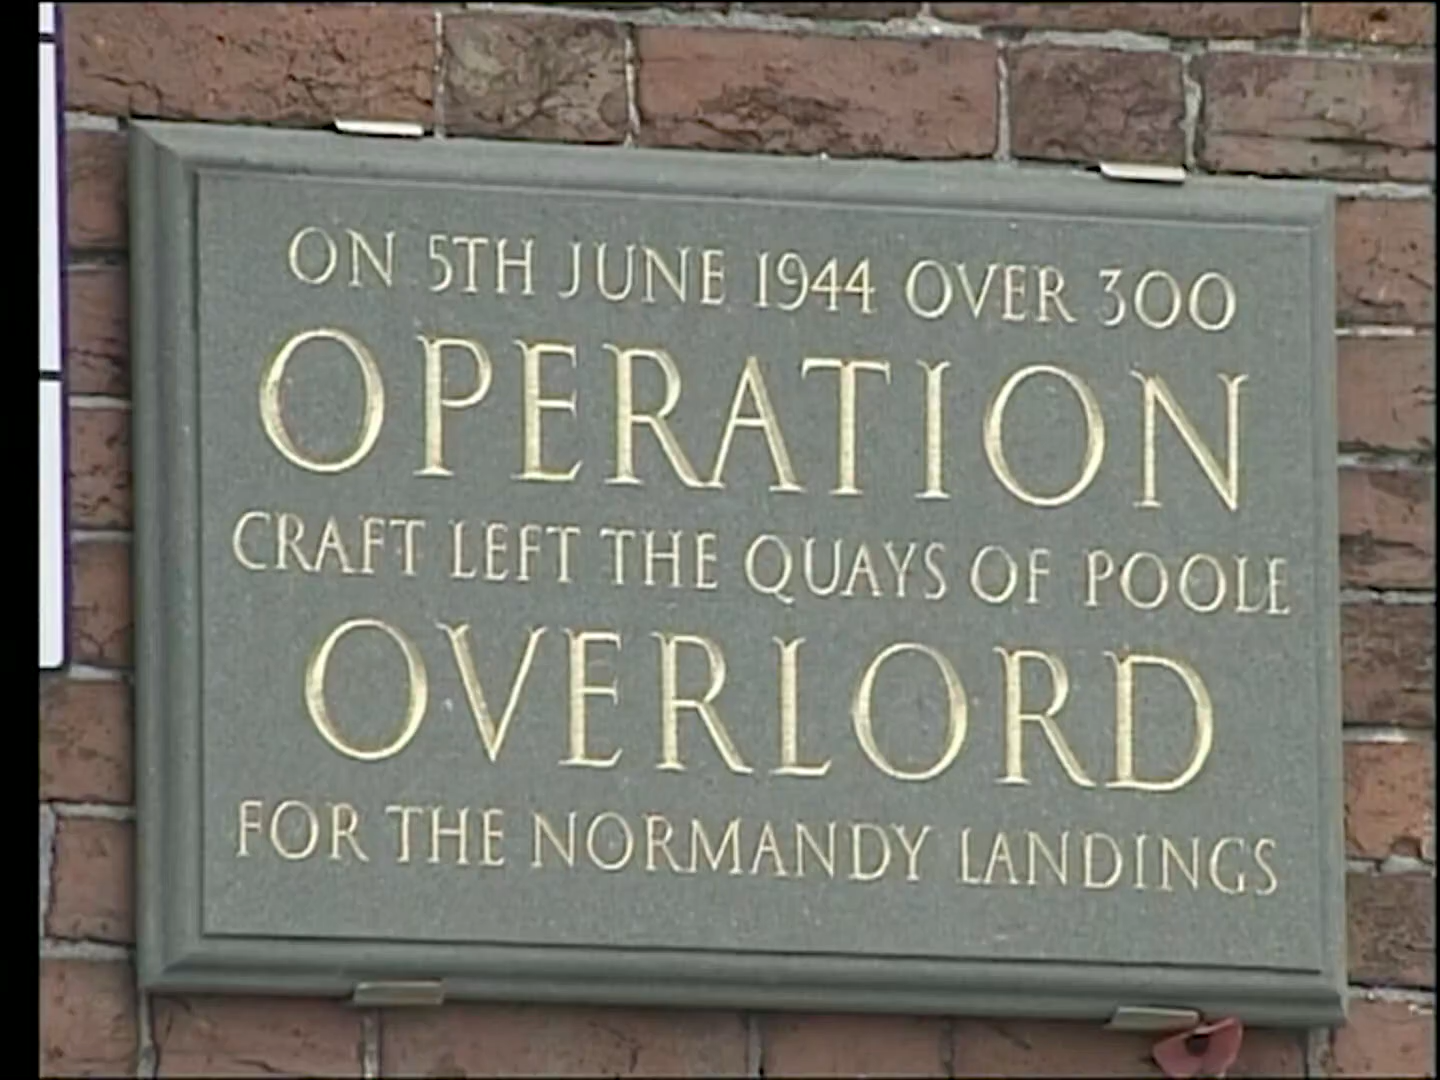 ON 5TH JUNE 1944 OVER 300
OPERATION
CRAFT LEFT THE QUAYS OF POOLE
OVERLORD
FOR THE NORMANDY LANDINGS